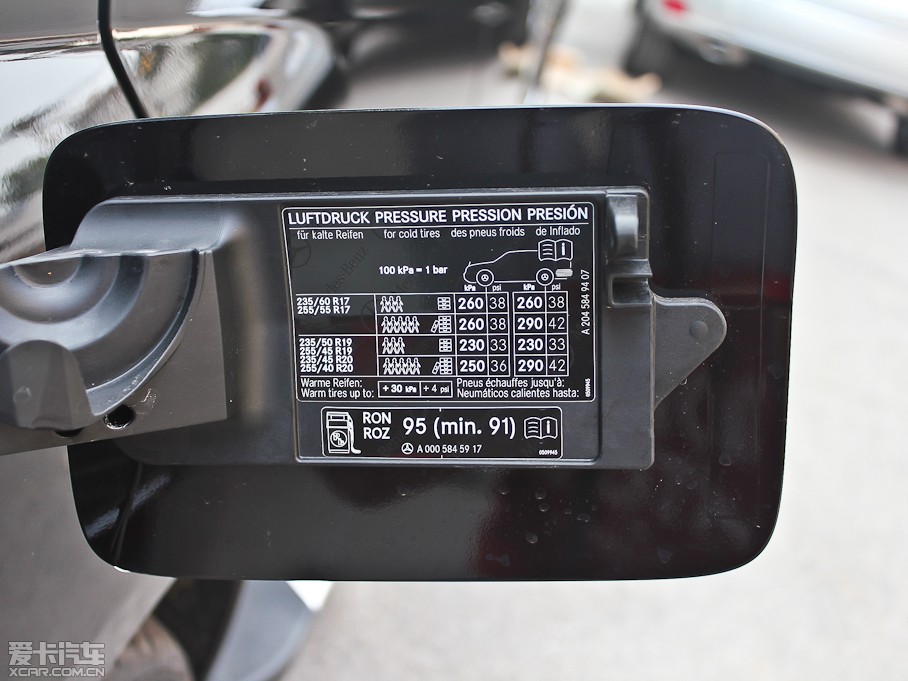 LUFTDRUCK PRESSURE PRESSION PRESIÓN
für kalte Reifen for cold tires des pneus froids de Inflado
100 kPa = 1 bar
kPa psi kPa psi
235/60 R17
255/55 R17
260 38 260 38
260 38 290 42
235/50 R19
255/45 R19
235/45 R20
255/40 R20
230 33 230 33
250 36 290 42
Warme Reifen: Pneus échauffes jusqu'à:
Warm tires up to: + 30 kPa + 4 psi Neumáticos calientes hasta:
A 204 584 94 07
0509945
RON
ROZ
95 (min. 91)
A 000 584 59 17
0509945
爱卡汽车
XCAR.COM.CN